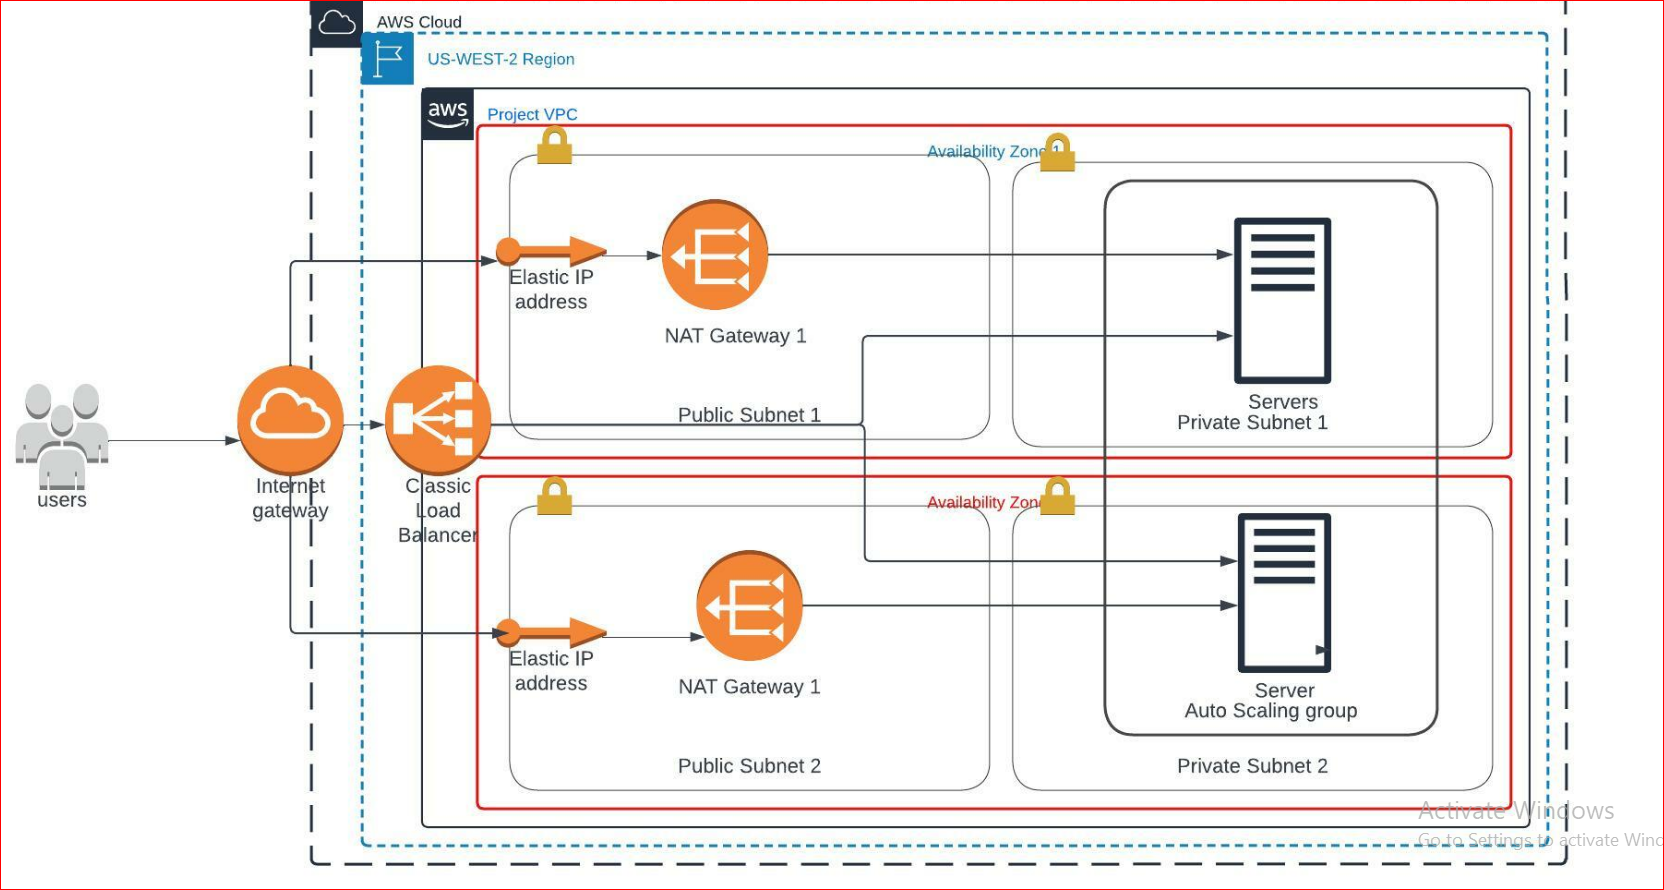 AWS Cloud
US-WEST-2 Region
aws
Project VPC
Availability Zone 1
Elastic IP
address
NAT Gateway 1
Public Subnet 1
Servers
Private Subnet 1
users
Internet
gateway
Classic
Load
Balancer
Availability Zon
Elastic IP
address
NAT Gateway 1
Public Subnet 2
Server
Auto Scaling group
Private Subnet 2
Activate Windows
Go to Settings to activate Wind